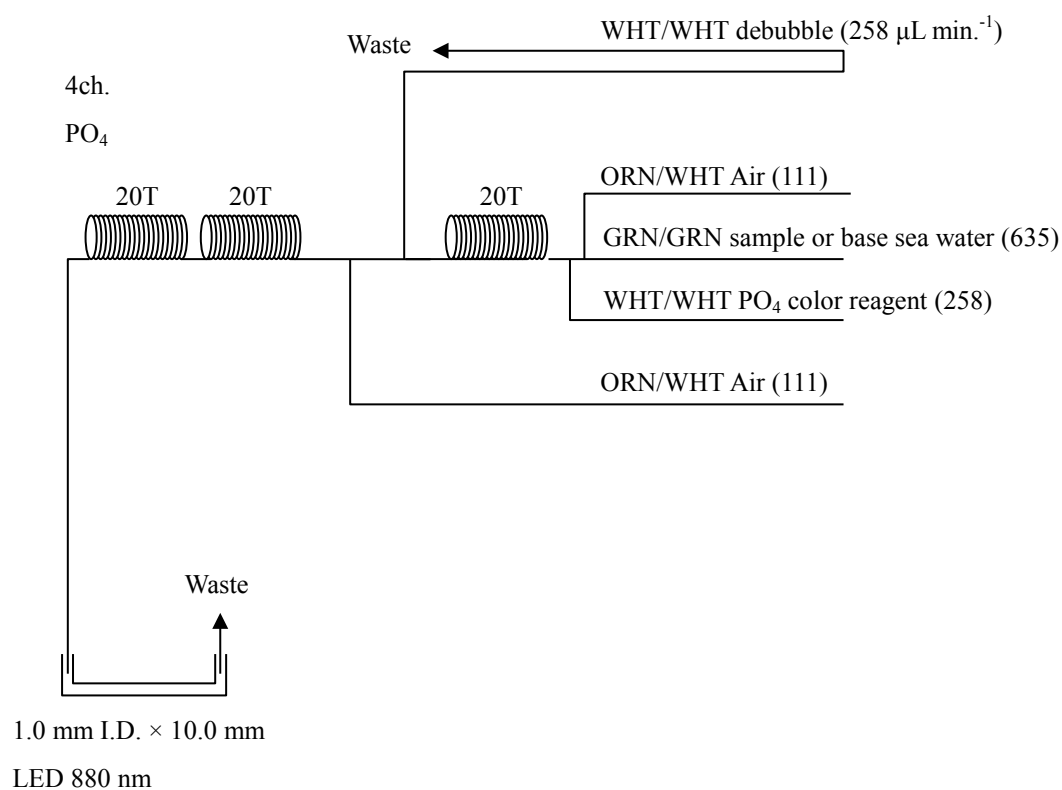 WHT/WHT debubble (258 μL min.⁻¹)
Waste
4ch.
PO₄
20T 20T 20T
ORN/WHT Air (111)
GRN/GRN sample or base sea water (635)
WHT/WHT PO₄ color reagent (258)
ORN/WHT Air (111)
Waste
1.0 mm I.D. × 10.0 mm
LED 880 nm